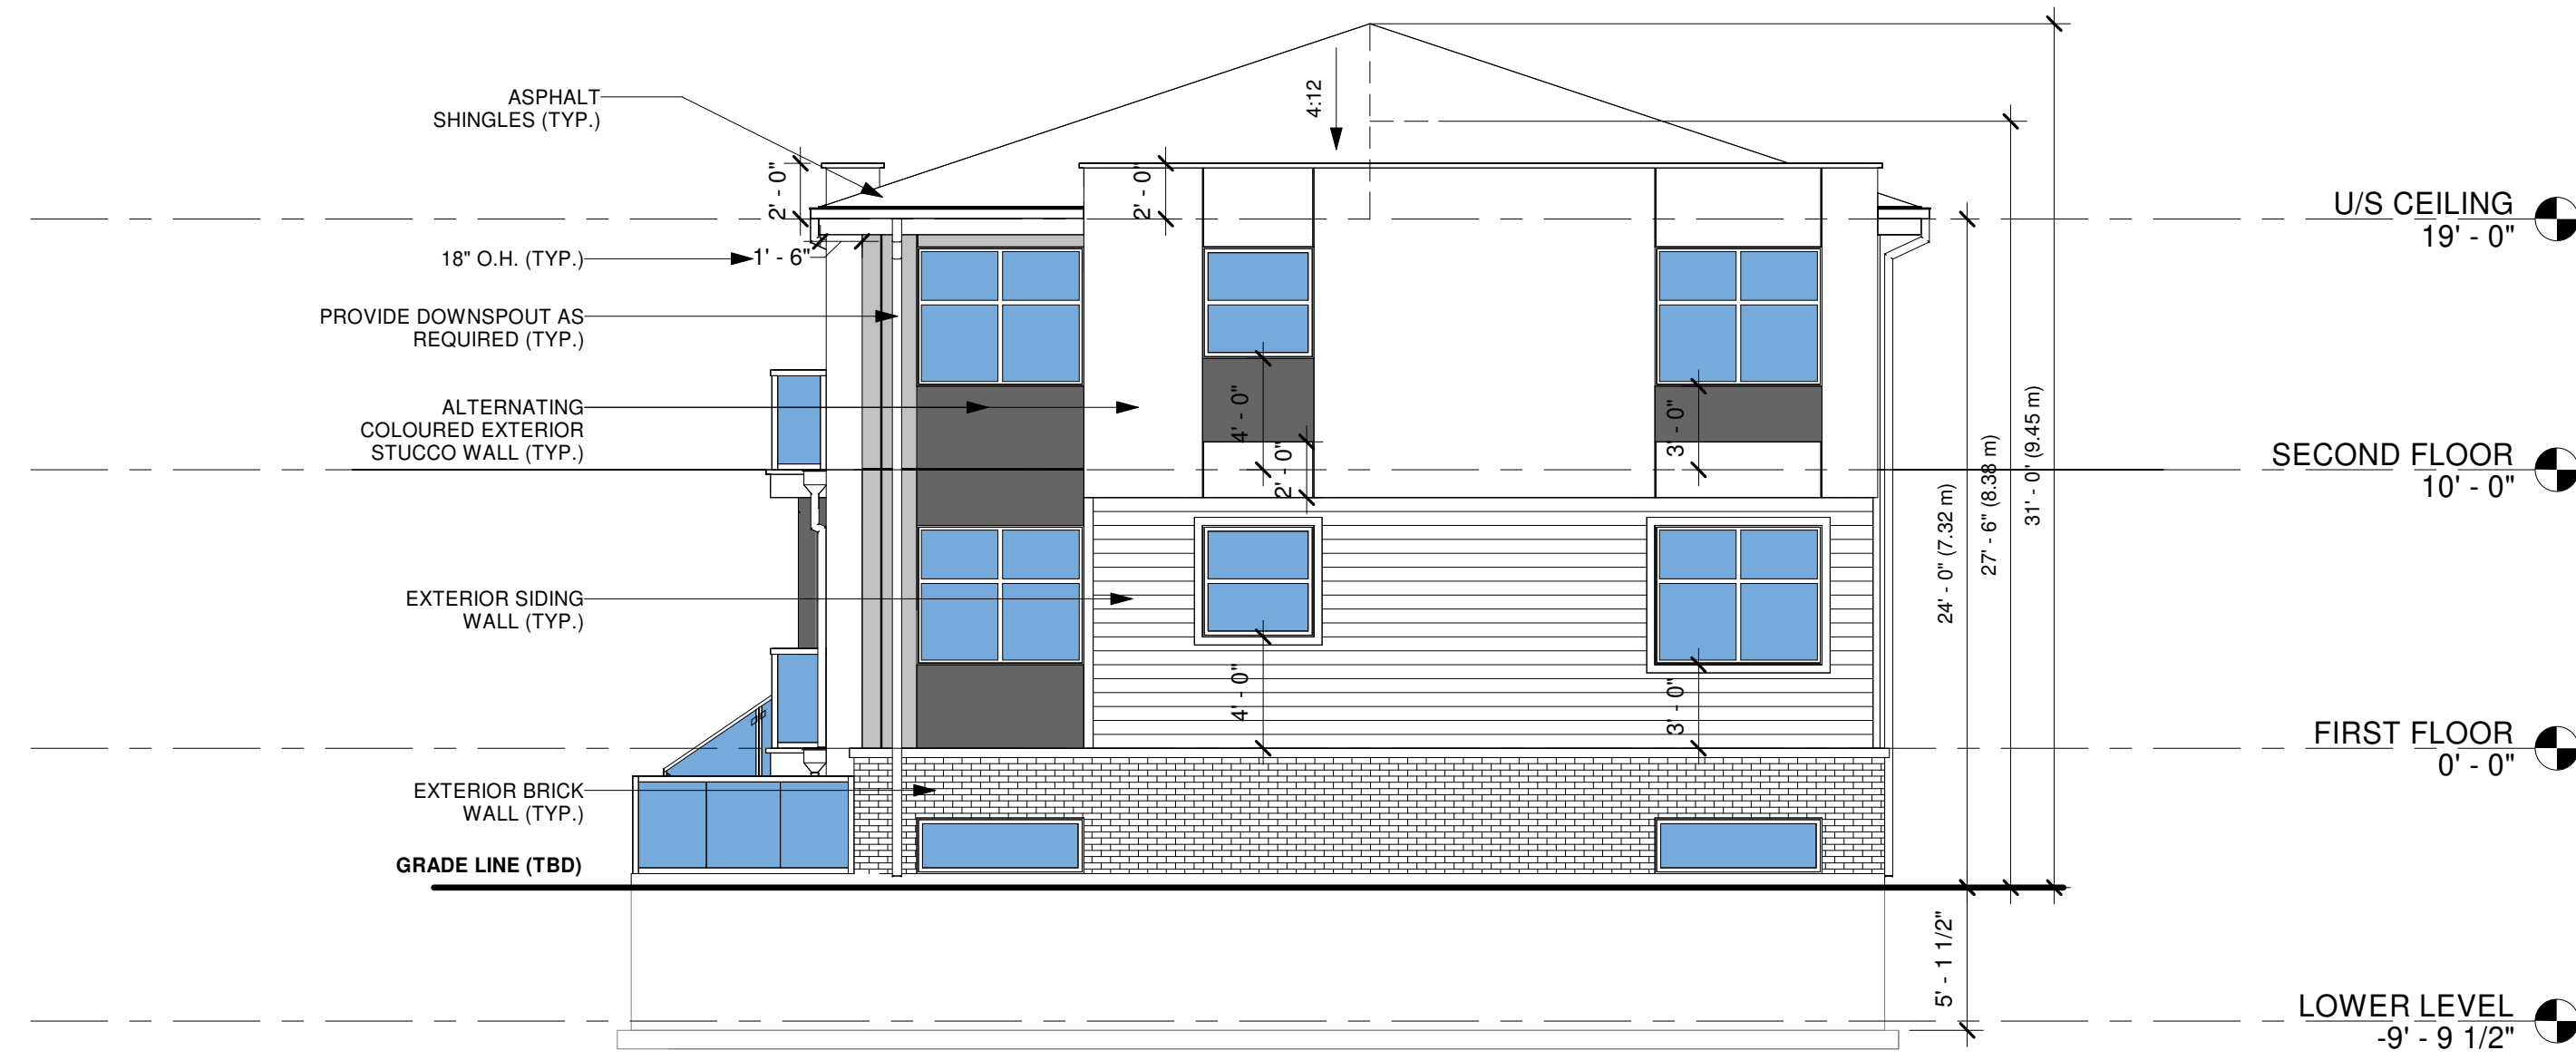 ASPHALT
SHINGLES (TYP.)
4:12
2' - 0"
2' - 0"
U/S CEILING
19' - 0"
18" O.H. (TYP.)
1' - 6"
PROVIDE DOWNSPOUT AS
REQUIRED (TYP.)
ALTERNATING
COLOURED EXTERIOR
STUCCO WALL (TYP.)
4' - 0"
2' - 0"
3' - 0"
SECOND FLOOR
10' - 0"
24' - 0" (7.32 m)
27' - 6" (8.38 m)
31' - 0" (9.45 m)
EXTERIOR SIDING
WALL (TYP.)
4' - 0"
3' - 0"
FIRST FLOOR
0' - 0"
EXTERIOR BRICK
WALL (TYP.)
GRADE LINE (TBD)
5' - 1 1/2"
LOWER LEVEL
-9' - 9 1/2"